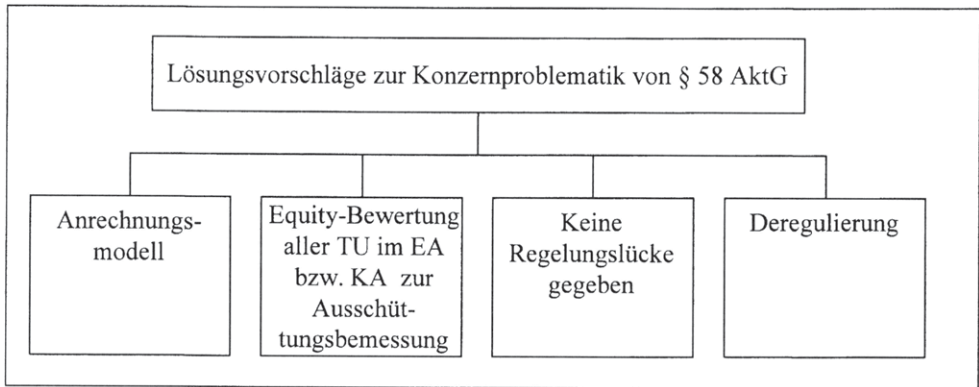 Lösungsvorschläge zur Konzernproblematik von § 58 AktG
Anrechnungs-
modell
Equity-Bewertung
aller TU im EA
bzw. KA zur
Ausschüt-
tungsbemessung
Keine
Regelungslücke
gegeben
Deregulierung